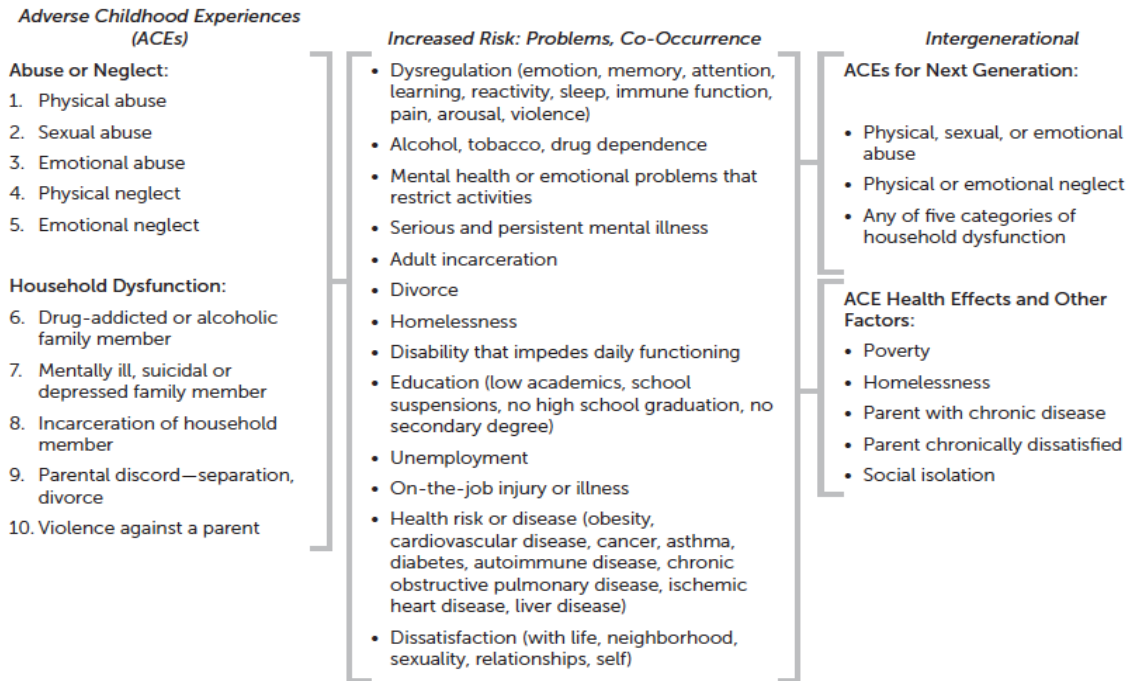 Adverse Childhood Experiences
(ACEs)
Abuse or Neglect:
1. Physical abuse
2. Sexual abuse
3. Emotional abuse
4. Physical neglect
5. Emotional neglect
Household Dysfunction:
6. Drug-addicted or alcoholic
family member
7. Mentally ill, suicidal or
depressed family member
8. Incarceration of household
member
9. Parental discord—separation,
divorce
10. Violence against a parent
Increased Risk: Problems, Co-Occurrence
• Dysregulation (emotion, memory, attention,
learning, reactivity, sleep, immune function,
pain, arousal, violence)
• Alcohol, tobacco, drug dependence
• Mental health or emotional problems that
restrict activities
• Serious and persistent mental illness
• Adult incarceration
• Divorce
• Homelessness
• Disability that impedes daily functioning
• Education (low academics, school
suspensions, no high school graduation, no
secondary degree)
• Unemployment
• On-the-job injury or illness
• Health risk or disease (obesity,
cardiovascular disease, cancer, asthma,
diabetes, autoimmune disease, chronic
obstructive pulmonary disease, ischemic
heart disease, liver disease)
• Dissatisfaction (with life, neighborhood,
sexuality, relationships, self)
Intergenerational
ACEs for Next Generation:
• Physical, sexual, or emotional
abuse
• Physical or emotional neglect
• Any of five categories of
household dysfunction
ACE Health Effects and Other
Factors:
• Poverty
• Homelessness
• Parent with chronic disease
• Parent chronically dissatisfied
• Social isolation